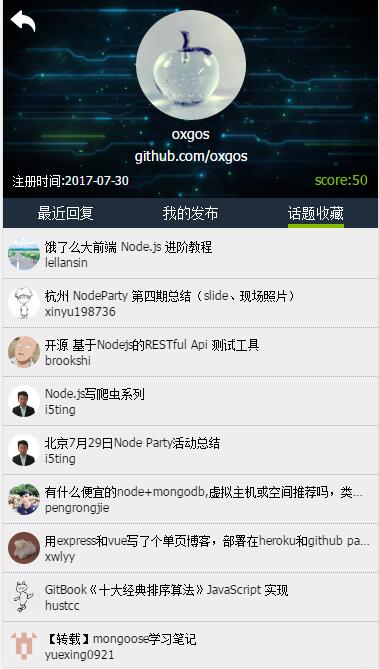 oxgos
github.com/oxgos
注册时间:2017-07-30 score:50
最近回复 我的发布 话题收藏
饿了么大前端 Node.js 进阶教程
lellansin
杭州 NodeParty 第四期总结（slide、现场照片）
xinyu198736
开源 基于Nodejs的RESTful Api 测试工具
brookshi
Node.js写爬虫系列
i5ting
北京7月29日Node Party活动总结
i5ting
有什么便宜的node+mongodb,虚拟主机或空间推荐吗，类...
pengrongjie
用express和vue写了个单页博客，部署在heroku和github pa...
xwlyy
GitBook《十大经典排序算法》JavaScript 实现
hustcc
【转载】mongoose学习笔记
yuexing0921